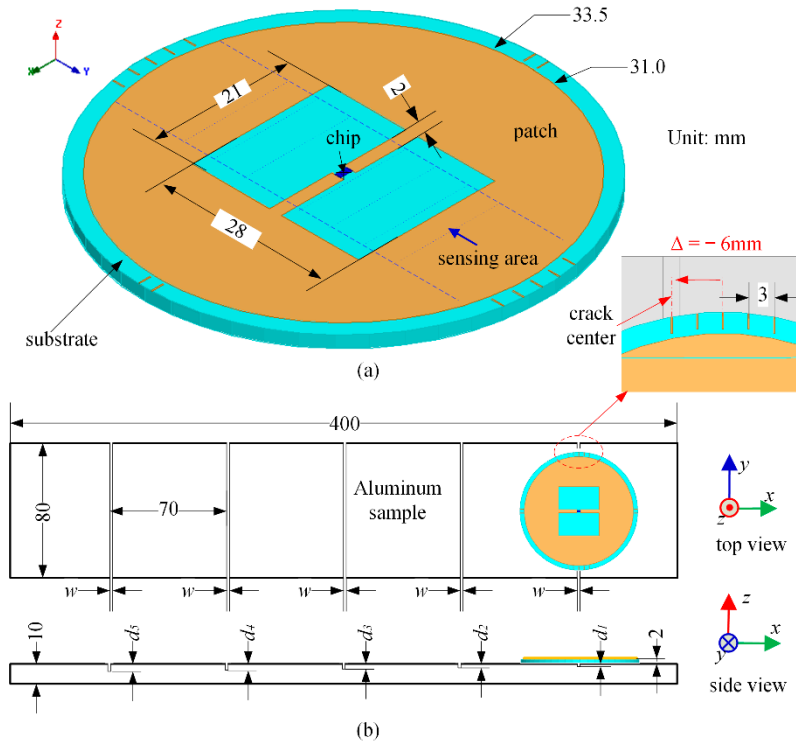 Z
X
Y
33.5
31.0
21
2
chip
patch
Unit: mm
28
sensing area
substrate
(a)
Δ = − 6mm
3
crack
center
400
80
70
Aluminum
sample
w
w
w
w
w
y
z
x
top view
10
d5
d4
d3
d2
d1
2
z
y
x
side view
(b)